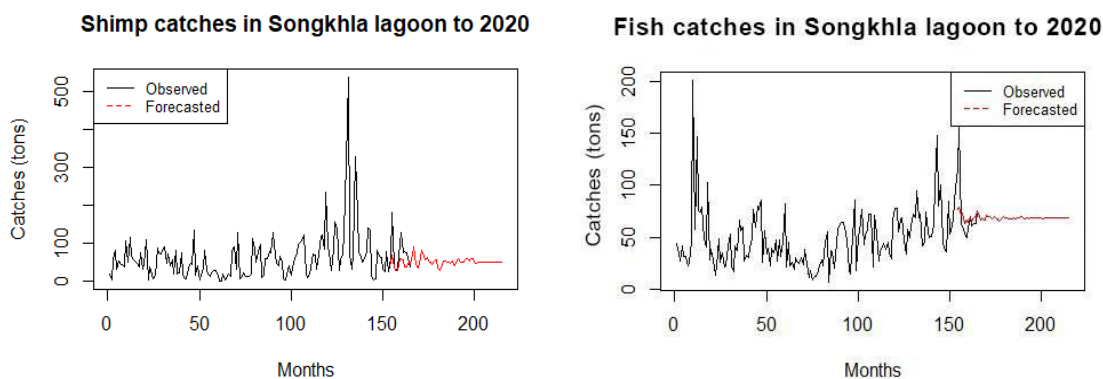 Shimp catches in Songkhla lagoon to 2020
Observed
Forecasted
Catches (tons)
500
300
100
0
0
50
100
150
200
Months
Fish catches in Songkhla lagoon to 2020
Observed
Forecasted
Catches (tons)
200
150
100
50
0
0
50
100
150
200
Months